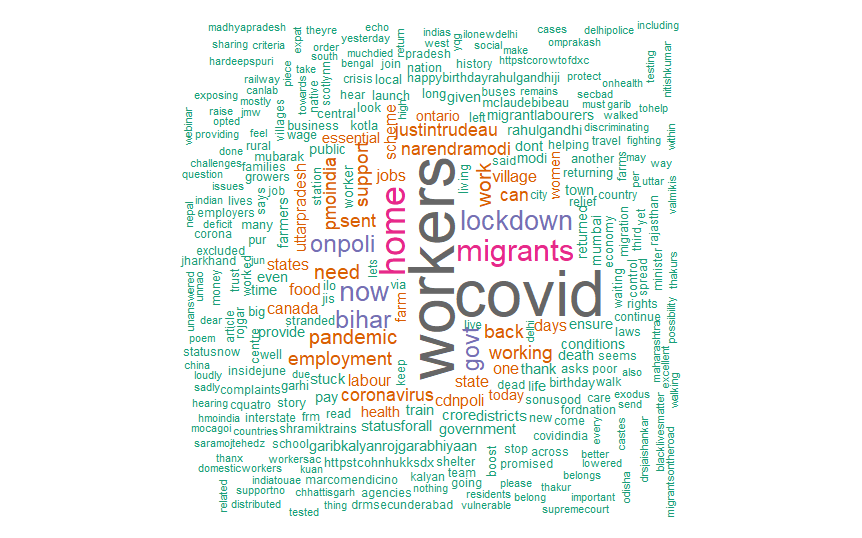 madhyapradesh
theyre
echo
indias
ilonewdelhi
cases
delhipolice
including
sharing
criteria
expat
yesterday
return
west
yqg
social
omprakash
order
make
hardeepspuri
south
muchdied
pradesh
httpstcorowtofdxc
nitishkumar
testing
piece
bengal
join
nation
history
happybirthdayrahulgandhiji
protect
railway
take
crisis
local
onhealth
canlab
scotlynn
hear
launch
long
given
buses
remains
secbad
exposing
mostly
towards
native
look
high
mclaudebibeau
must
garib
tohelp
raise
jmw
villages
central
scheme
ontario
left
migrantlabourers
walked
webinar
opted
business
kotla
justintrudeau
rahulgandhi
discriminating
within
providing
feel
wage
essential
narendramodi
dont
helping
travel
fighting
done
rural
public
pmoindia
support
living
said
modi
another
farms
may
way
challenges
mubarak
work
village
women
returning
per
uttar
question
families
station
worker
jobs
can
city
town
country
valmikis
issues
growers
job
home
workers
relief
yet
indian
lives
says
farmers
uttarpradesh
sent
lockdown
returned
mumbai
economy
migration
third
rajasthan
nepal
employers
deficit
many
onpoli
migrants
corona
pur
minister
thakurs
excluded
jun
states
need
lets
covid
waiting
control
spread
jharkhand
even
ilo
via
rights
unanswered
unnao
money
trust
worked
time
food
jis
now
farm
continue
possibility
dear
article
rojgar
big
canada
stranded
bihar
live
delhi
days
ensure
laws
maharashtra
poem
centre
provide
pandemic
govt
back
conditions
statusnow
well
working
death
seems
excellent
china
insidejune
employment
keep
one
thank
asks
poor
also
walking
loudly
due
stuck
labour
state
dead
life
birthday
walk
sadly
complaints
garhi
pay
coronavirus
cdnpoli
today
sonusgood
care
exodus
send
hearing
cquatro
story
health
train
crore
districts
new
fordnation
hmoindia
interstate
frm
read
statusforall
come
every
castes
blacklivesmatter
mocagoi
countries
shramiktrains
government
covidindia
drsjaishankar
saramojtehedz
school
garibkalyanrojgarabhiyaan
stop
across
better
migrantsontheroad
thanx
workersac
httpstcohnhukksdx
shelter
boost
promised
lowered
domesticworkers
kuan
team
belongs
odisha
indiatouae
marcomendicino
kalyan
going
please
thakur
related
supportno
chhattisgarh
agencies
nothing
residents
belong
important
distributed
thing
drmsecunderabad
vulnerable
supremecourt
tested